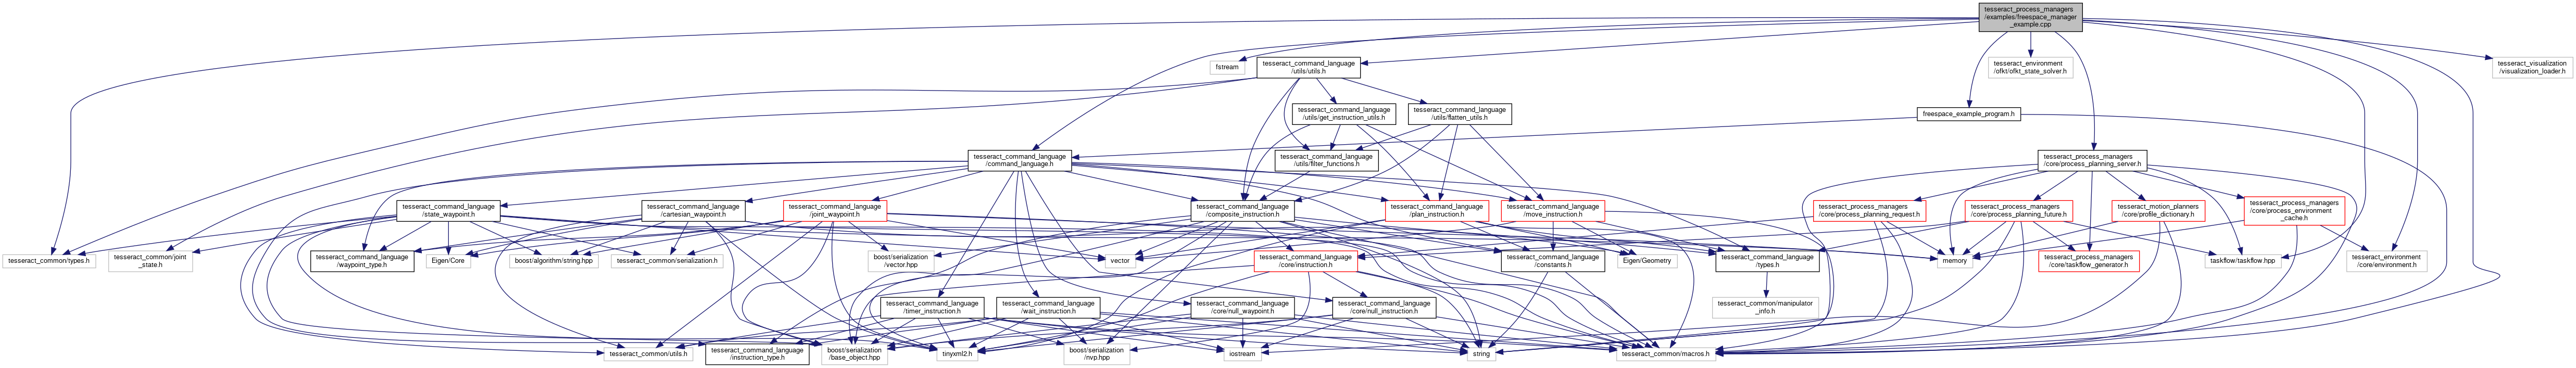 tesseract_process_managers
/examples/freespace_manager
_example.cpp
fstream
tesseract_command_language
/utils/utils.h
tesseract_environment
/ofkt/ofkt_state_solver.h
tesseract_visualization
/visualization_loader.h
tesseract_command_language
/utils/get_instruction_utils.h
tesseract_command_language
/utils/flatten_utils.h
freespace_example_program.h
tesseract_command_language
/command_language.h
tesseract_command_language
/utils/filter_functions.h
tesseract_process_managers
/core/process_planning_server.h
tesseract_command_language
/state_waypoint.h
tesseract_command_language
/cartesian_waypoint.h
tesseract_command_language
/joint_waypoint.h
tesseract_command_language
/composite_instruction.h
tesseract_command_language
/plan_instruction.h
tesseract_command_language
/move_instruction.h
tesseract_process_managers
/core/process_planning_request.h
tesseract_process_managers
/core/process_planning_future.h
tesseract_motion_planners
/core/profile_dictionary.h
tesseract_process_managers
/core/process_environment
_cache.h
tesseract_common/types.h
tesseract_common/joint
_state.h
tesseract_command_language
/waypoint_type.h
Eigen/Core
boost/algorithm/string.hpp
tesseract_common/serialization.h
boost/serialization
/vector.hpp
vector
tesseract_command_language
/core/instruction.h
tesseract_command_language
/constants.h
Eigen/Geometry
tesseract_command_language
/types.h
memory
tesseract_process_managers
/core/taskflow_generator.h
taskflow/taskflow.hpp
tesseract_environment
/core/environment.h
tesseract_command_language
/timer_instruction.h
tesseract_command_language
/wait_instruction.h
tesseract_command_language
/core/null_waypoint.h
tesseract_command_language
/core/null_instruction.h
tesseract_common/manipulator
_info.h
tesseract_common/utils.h
tesseract_command_language
/instruction_type.h
boost/serialization
/base_object.hpp
tinyxml2.h
boost/serialization
/nvp.hpp
iostream
string
tesseract_common/macros.h